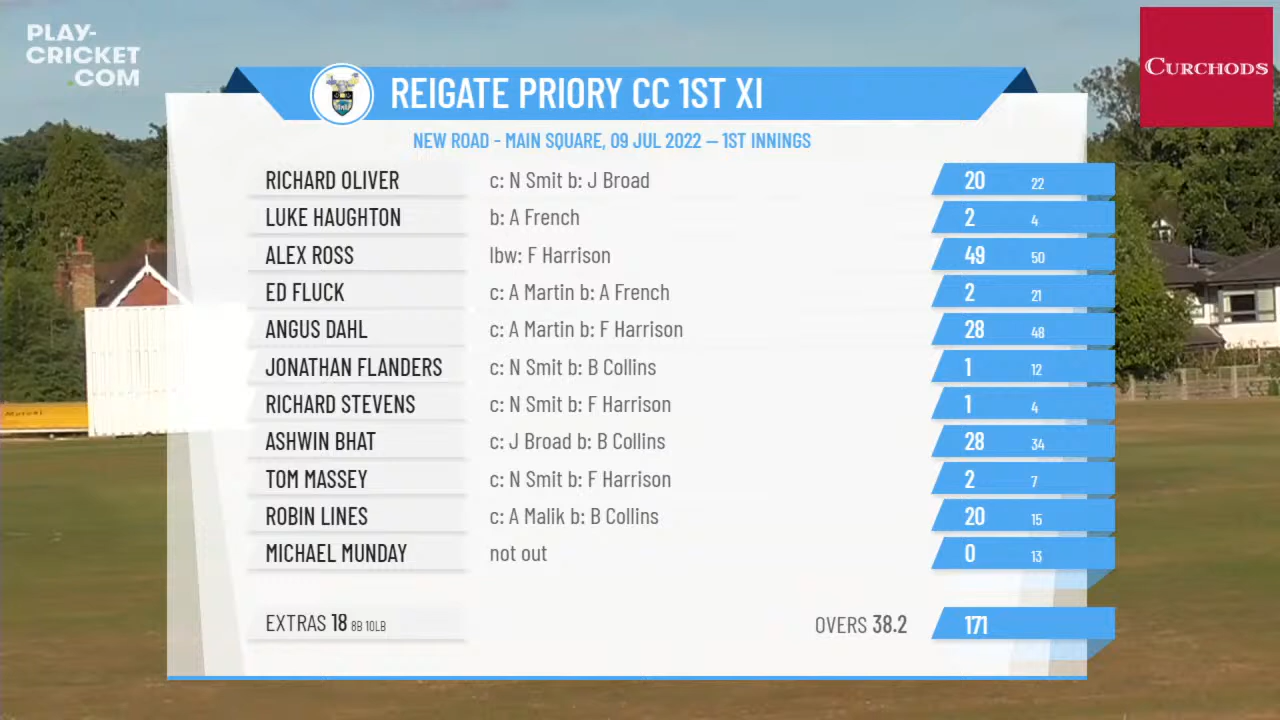 PLAY-
CRICKET
.COM
CURCHODS
REIGATE PRIORY CC 1ST XI
NEW ROAD - MAIN SQUARE, 09 JUL 2022 – 1ST INNINGS
RICHARD OLIVER c: N Smit b: J Broad 20 22
LUKE HAUGHTON b: A French 2 4
ALEX ROSS lbw: F Harrison 49 50
ED FLUCK c: A Martin b: A French 2 21
ANGUS DAHL c: A Martin b: F Harrison 28 48
JONATHAN FLANDERS c: N Smit b: B Collins 1 12
RICHARD STEVENS c: N Smit b: F Harrison 1 4
ASHWIN BHAT c: J Broad b: B Collins 28 34
TOM MASSEY c: N Smit b: F Harrison 2 7
ROBIN LINES c: A Malik b: B Collins 20 15
MICHAEL MUNDAY not out 0 13
EXTRAS 18 8B 10LB OVERS 38.2 171